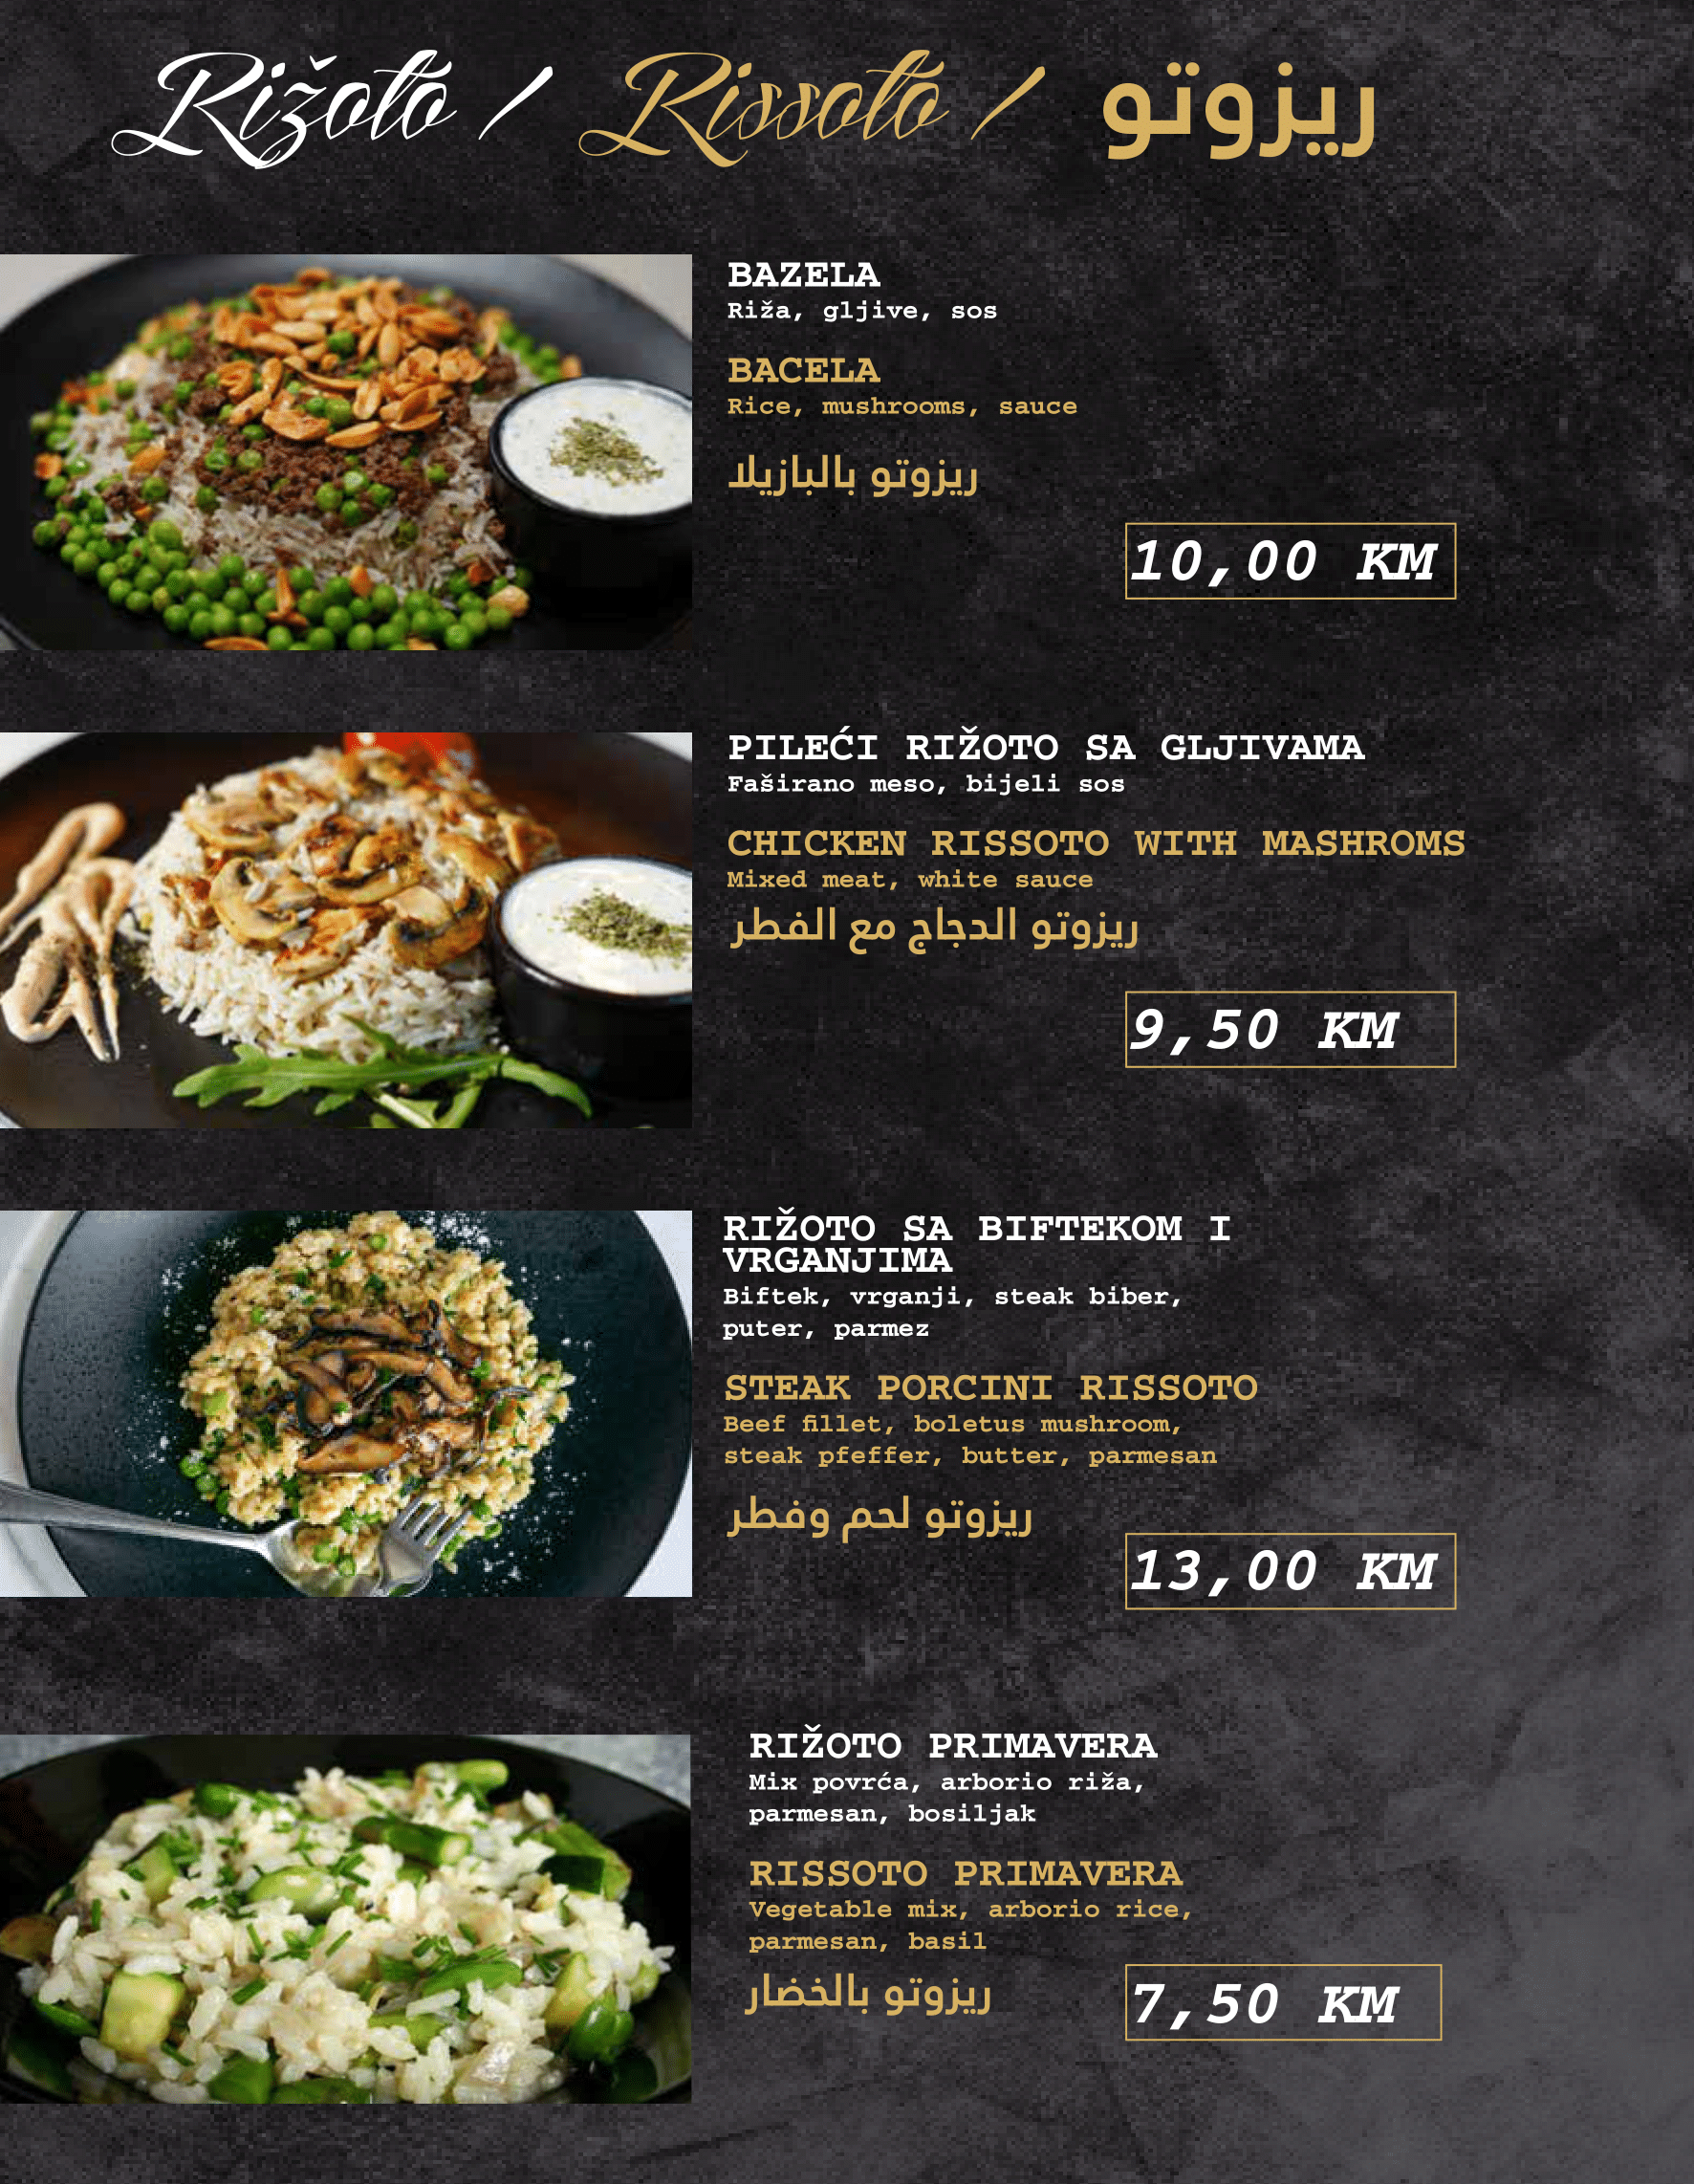 Rižoto / Rissoto / ريزوتو
BAZELA
Riža, gljive, sos
BACELA
Rice, mushrooms, sauce
ريزوتو بالبازيلا
10,00 KM
PILEĆI RIŽOTO SA GLJIVAMA
Faširano meso, bijeli sos
CHICKEN RISSOTO WITH MASHROMS
Mixed meat, white sauce
ريزوتو الدجاج مع الفطر
9,50 KM
RIŽOTO SA BIFTEKOM I
VRGANJIMA
Biftek, vrganji, steak biber,
puter, parmez
STEAK PORCINI RISSOTO
Beef fillet, boletus mushroom,
steak pfeffer, butter, parmesan
ريزوتو لحم وفطر
13,00 KM
RIŽOTO PRIMAVERA
Mix povrća, arborio riža,
parmesan, bosiljak
RISSOTO PRIMAVERA
Vegetable mix, arborio rice,
parmesan, basil
ريزوتو بالخضار
7,50 KM